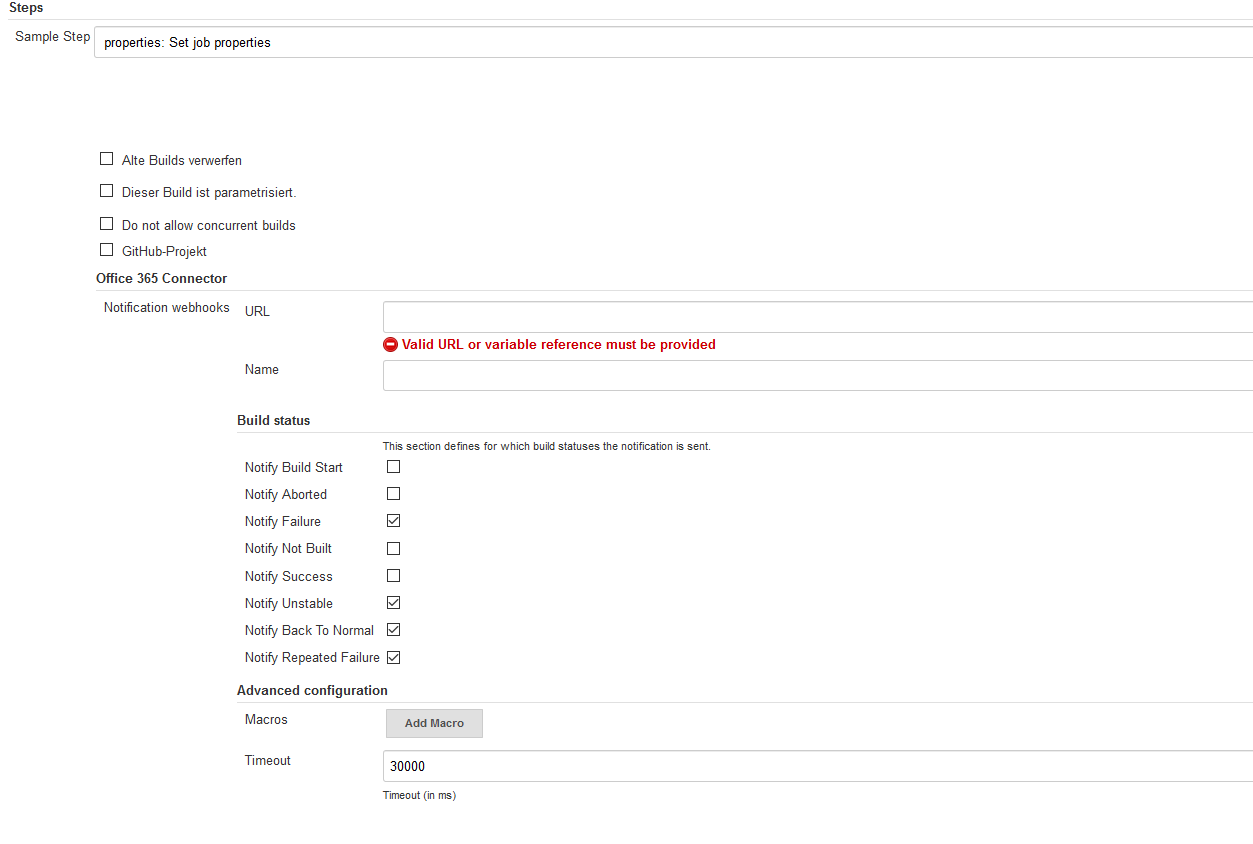 Steps
Sample Step properties: Set job properties
Alte Builds verwerfen
Dieser Build ist parametrisiert.
Do not allow concurrent builds
GitHub-Projekt
Office 365 Connector
Notification webhooks URL
Valid URL or variable reference must be provided
Name
Build status
This section defines for which build statuses the notification is sent.
Notify Build Start
Notify Aborted
Notify Failure
Notify Not Built
Notify Success
Notify Unstable
Notify Back To Normal
Notify Repeated Failure
Advanced configuration
Macros Add Macro
Timeout 30000
Timeout (in ms)